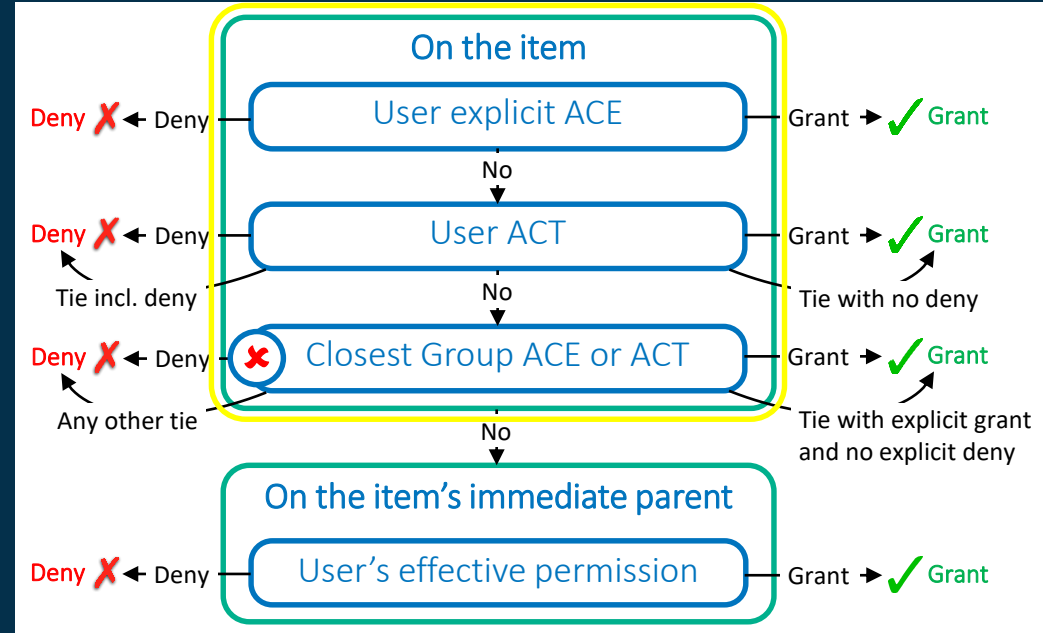 On the item
Deny Deny User explicit ACE Grant Grant
No
Deny Deny User ACT Grant Grant
Tie incl. deny No Tie with no deny
Deny Deny Closest Group ACE or ACT Grant Grant
Any other tie Tie with explicit grant
No and no explicit deny
On the item's immediate parent
Deny Deny User's effective permission Grant Grant